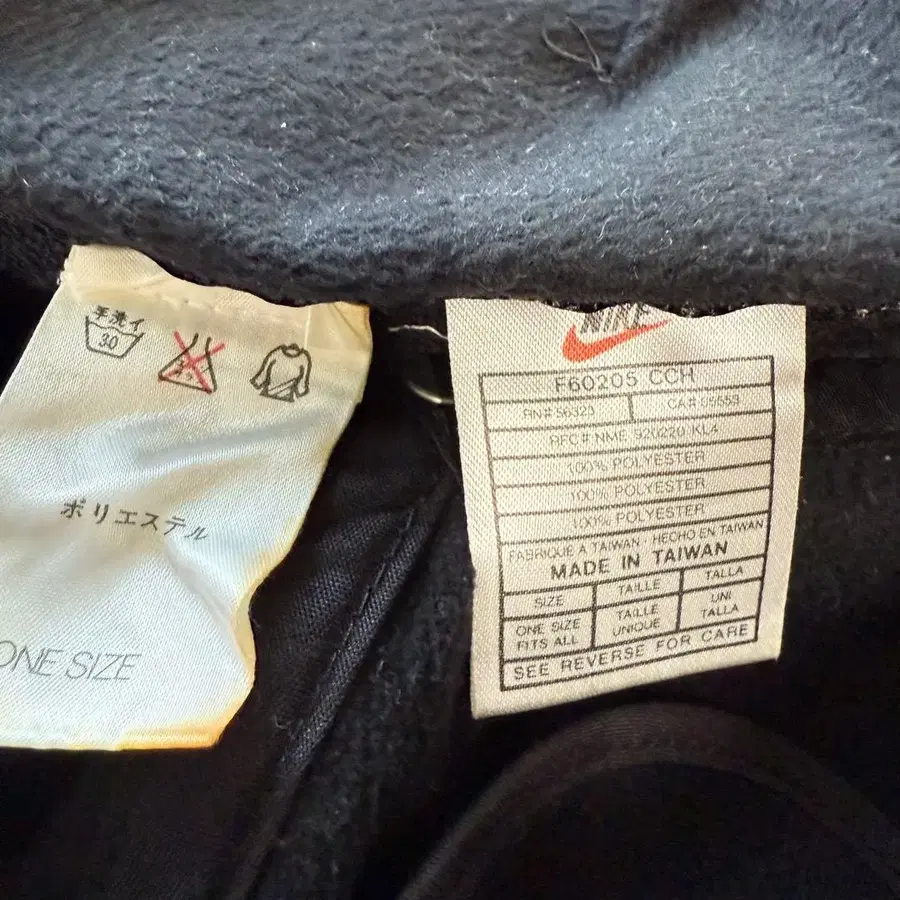 手洗イ
30
ポリエステル
ONE SIZE
NIKE
F60205 CCH
RN# 56323
CA# 05553
RFC# NME 920220 KL4
100% POLYESTER
100% POLYESTER
100% POLYESTER
FABRIQUÉ A TAIWAN HECHO EN TAIWAN
MADE IN TAIWAN
SIZE TAILLE TALLA
ONE SIZE FITS ALL
TAILLE UNIQUE
UNI TALLA
SEE REVERSE FOR CARE